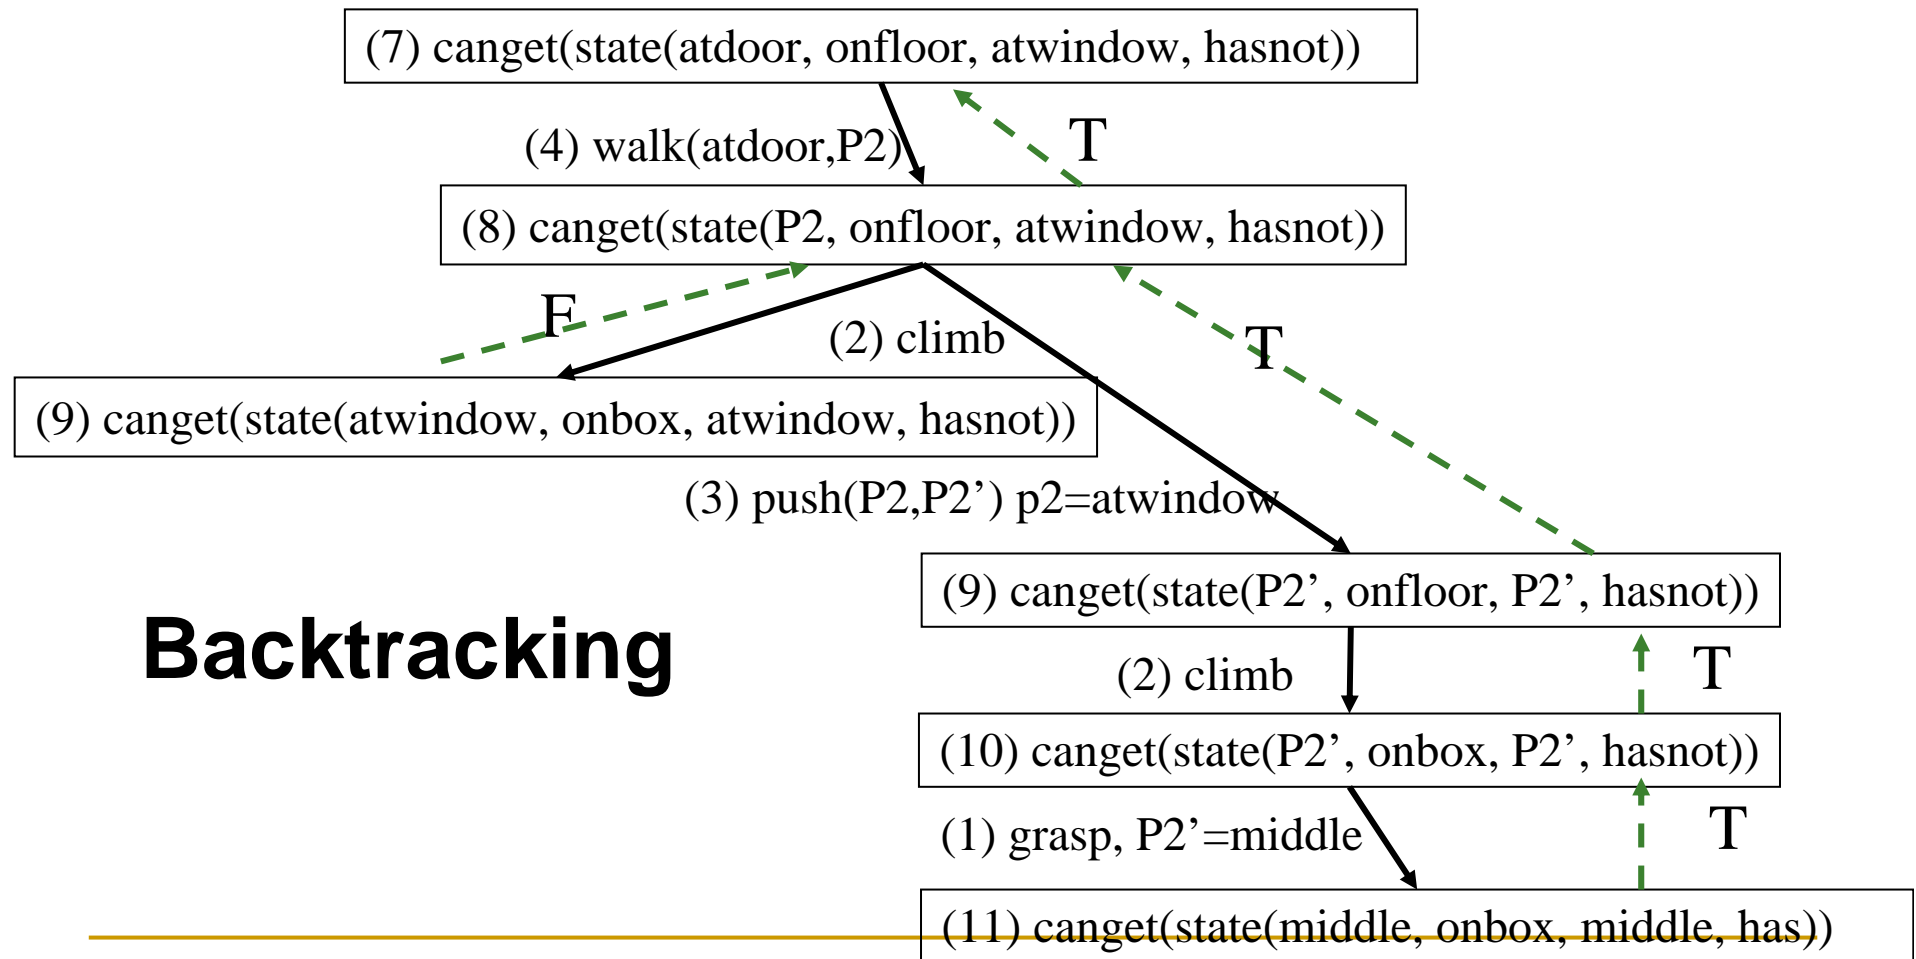 (7) canget(state(atdoor, onfloor, atwindow, hasnot))
(4) walk(atdoor,P2)
T
(8) canget(state(P2, onfloor, atwindow, hasnot))
F
(2) climb
T
(9) canget(state(atwindow, onbox, atwindow, hasnot))
(3) push(P2,P2’) p2=atwindow
(9) canget(state(P2’, onfloor, P2’, hasnot))
Backtracking
(2) climb
T
(10) canget(state(P2’, onbox, P2’, hasnot))
(1) grasp, P2’=middle
T
(11) canget(state(middle, onbox, middle, has))